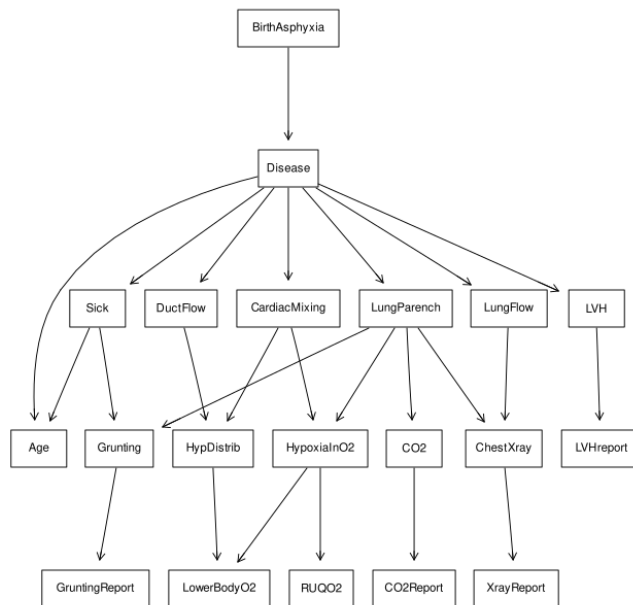 BirthAsphyxia
Disease
Sick
DuctFlow
CardiacMixing
LungParench
LungFlow
LVH
Age
Grunting
HypDistrib
HypoxiaInO2
CO2
ChestXray
LVHreport
GruntingReport
LowerBodyO2
RUQO2
CO2Report
XrayReport